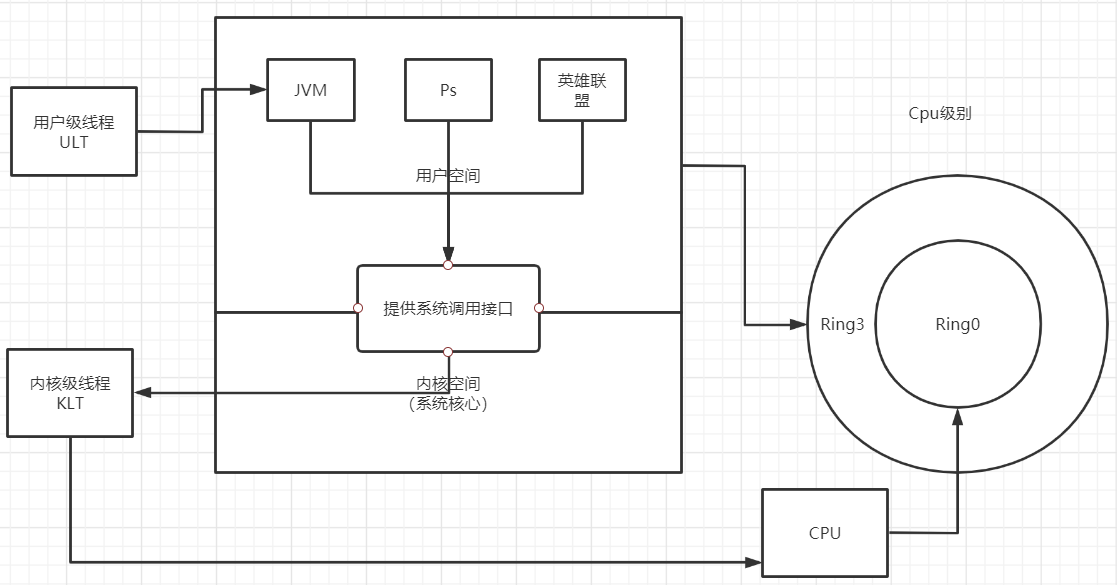 JVM
Ps
英雄联
盟
用户级线程
ULT
Cpu级别
用户空间
提供系统调用接口
Ring3
Ring0
内核级线程
KLT
内核空间
（系统核心）
CPU